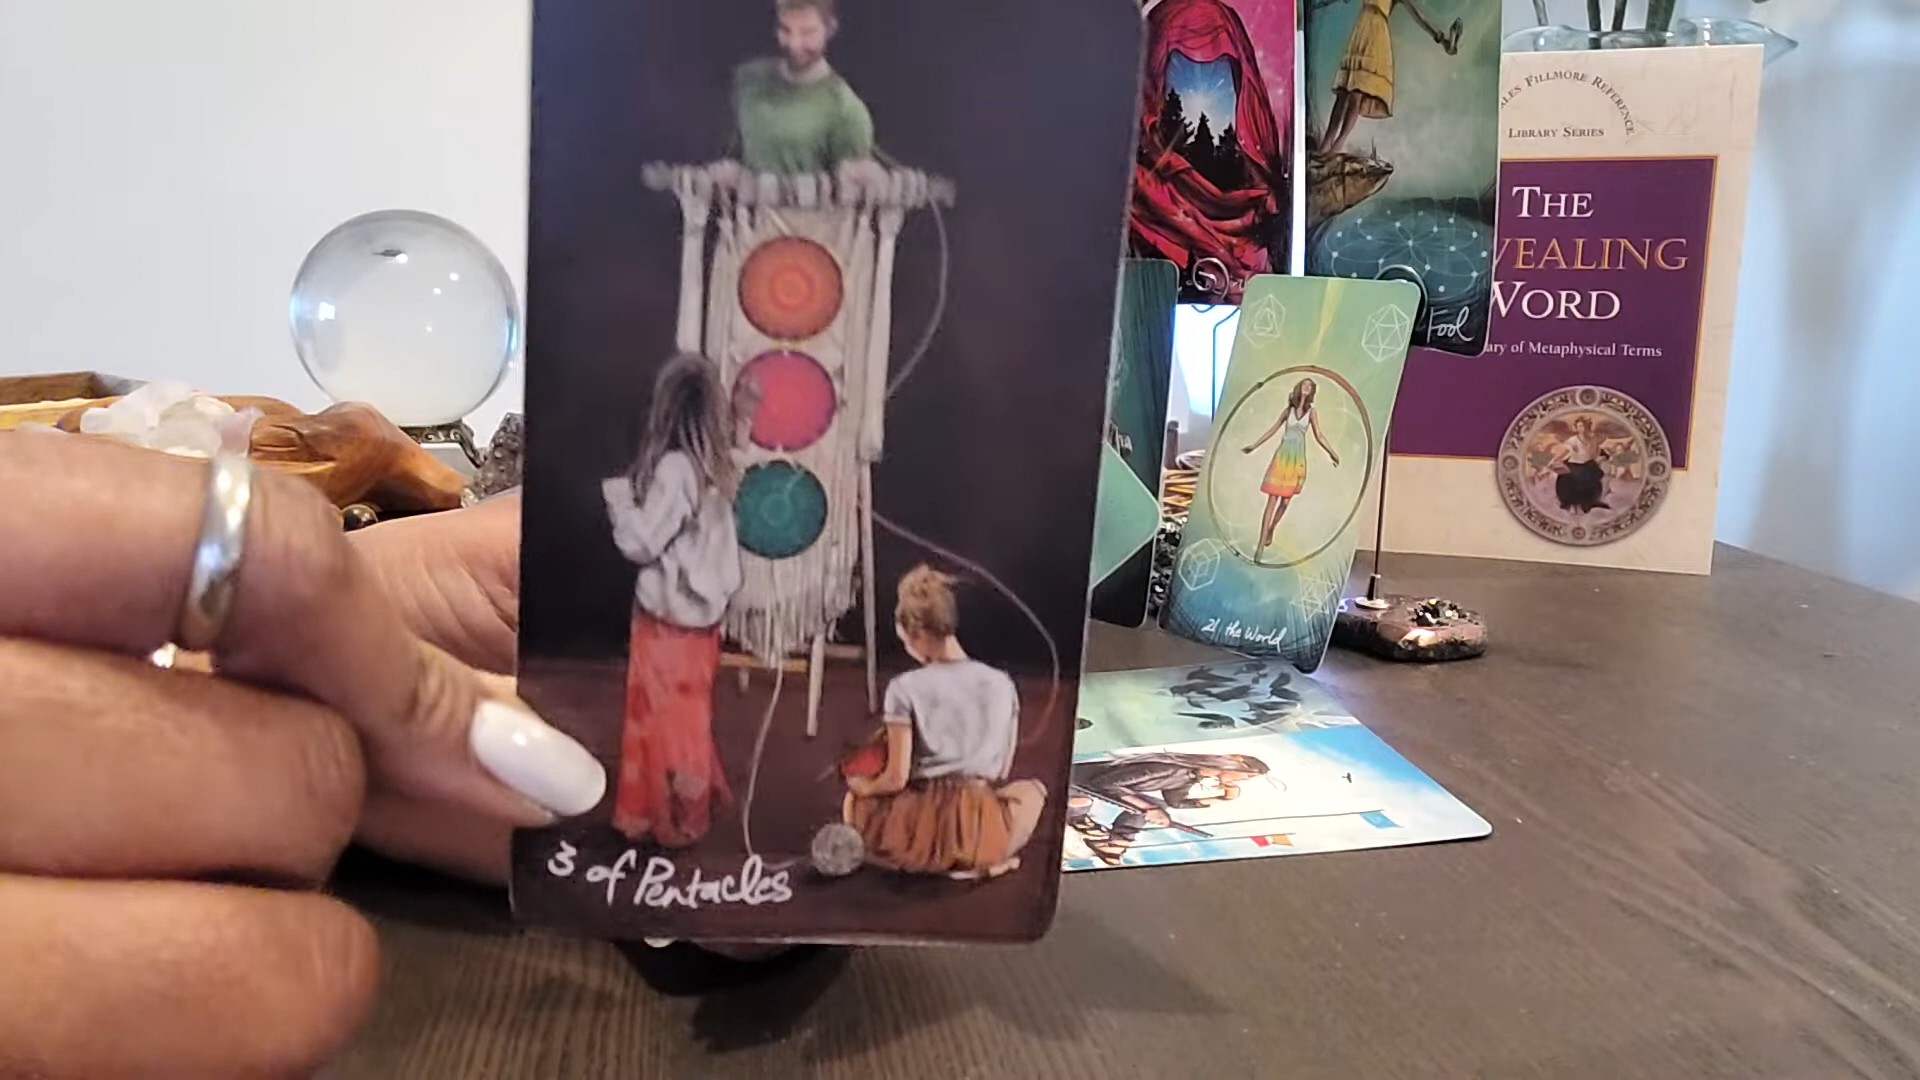 3 of Pentacles
Fool
21 the World
LES FILLMORE REFERENCE
LIBRARY SERIES
THE
VEALING
WORD
ary of Metaphysical Terms